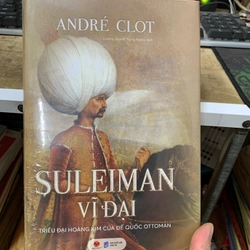 ANDRÉ CLOT
SULEIMAN
VĨ ĐẠI
TRIỀU ĐẠI HOÀNG KIM CỦA ĐẾ QUỐC OTTOMAN